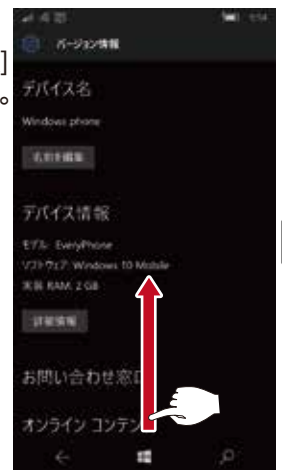 ]
。
バージョン情報
デバイス名
Windows phone
名前を編集
デバイス情報
モデル: EveryPhone
ソフトウェア: Windows 10 Mobile
実装 RAM: 2 GB
詳細情報
お問い合わせ窓口
オンライン コンテン